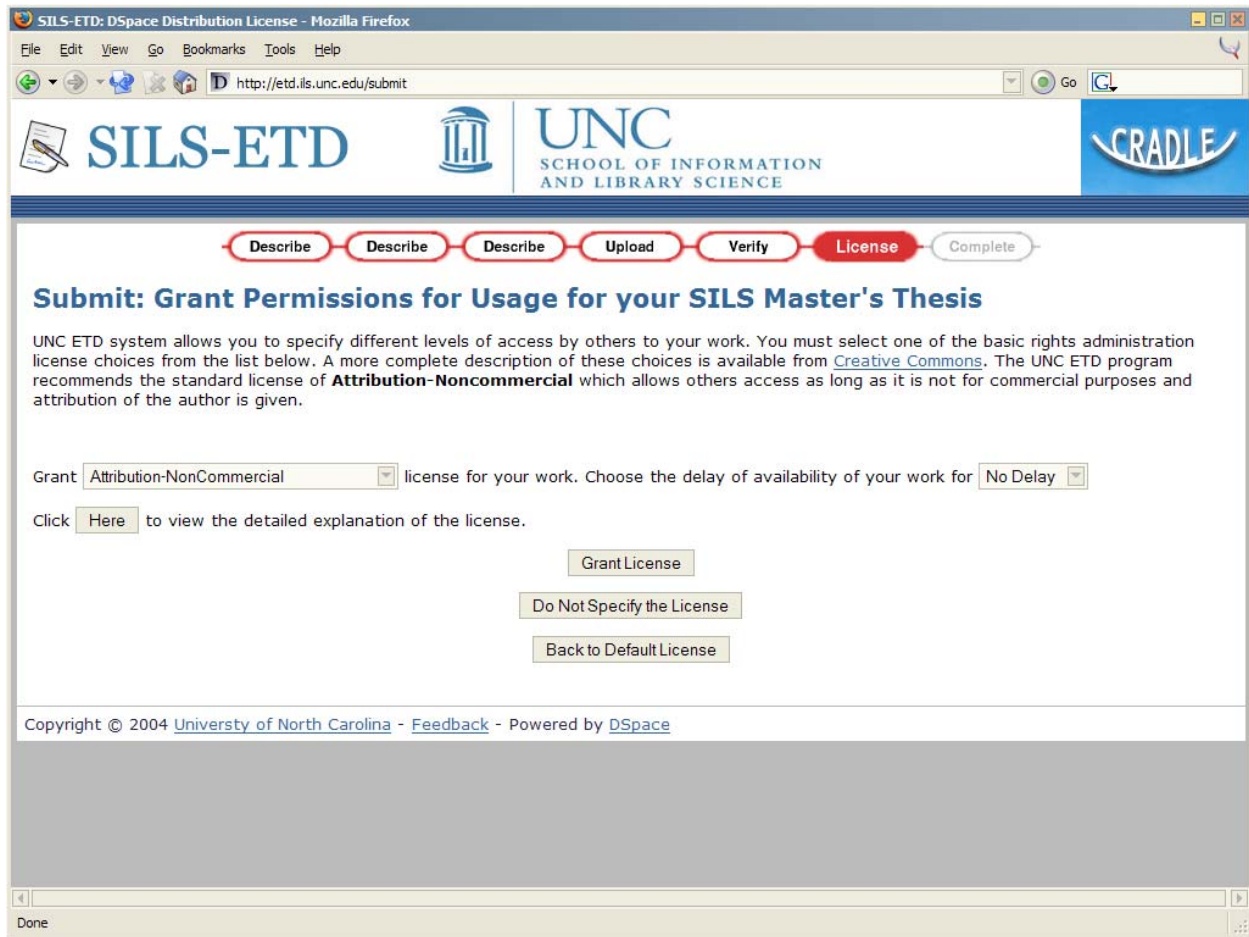 SILS-ETD: DSpace Distribution License - Mozilla Firefox
File Edit View Go Bookmarks Tools Help
D http://etd.ils.unc.edu/submit Go G
SILS-ETD
UNC
SCHOOL OF INFORMATION
AND LIBRARY SCIENCE
CRADLE
Describe Describe Describe Upload Verify License Complete
Submit: Grant Permissions for Usage for your SILS Master's Thesis
UNC ETD system allows you to specify different levels of access by others to your work. You must select one of the basic rights administration
license choices from the list below. A more complete description of these choices is available from Creative Commons. The UNC ETD program
recommends the standard license of Attribution-Noncommercial which allows others access as long as it is not for commercial purposes and
attribution of the author is given.
Grant Attribution-NonCommercial license for your work. Choose the delay of availability of your work for No Delay
Click Here to view the detailed explanation of the license.
Grant License
Do Not Specify the License
Back to Default License
Copyright © 2004 Universty of North Carolina - Feedback - Powered by DSpace
Done